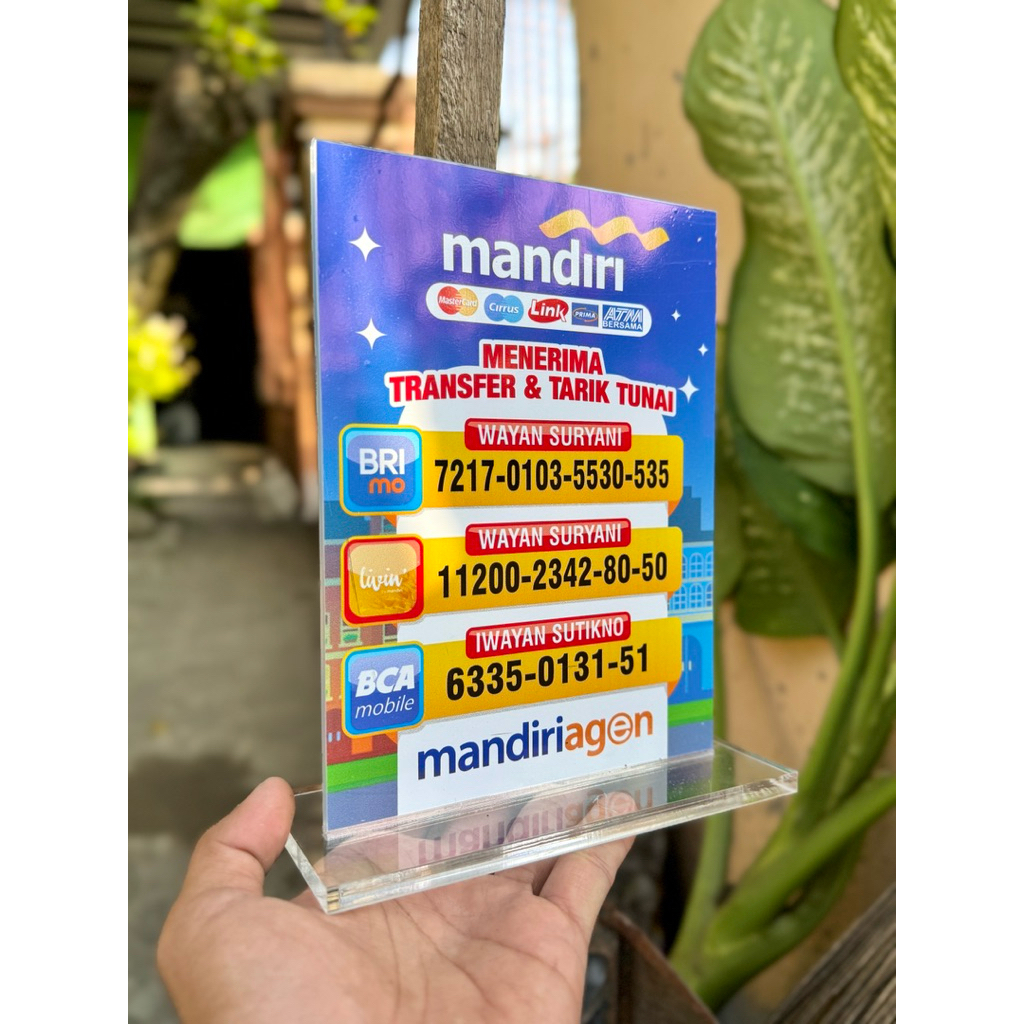 mandırı
MasterCard Cirrus Link PRIMA ATM BERSAMA
MENERIMA
TRANSFER & TARIK TUNAI
WAYAN SURYANI
BRI mo 7217-0103-5530-535
WAYAN SURYANI
livin' 11200-2342-80-50
IWAYAN SUTIKNO
BCA mobile 6335-0131-51
mandiriagen